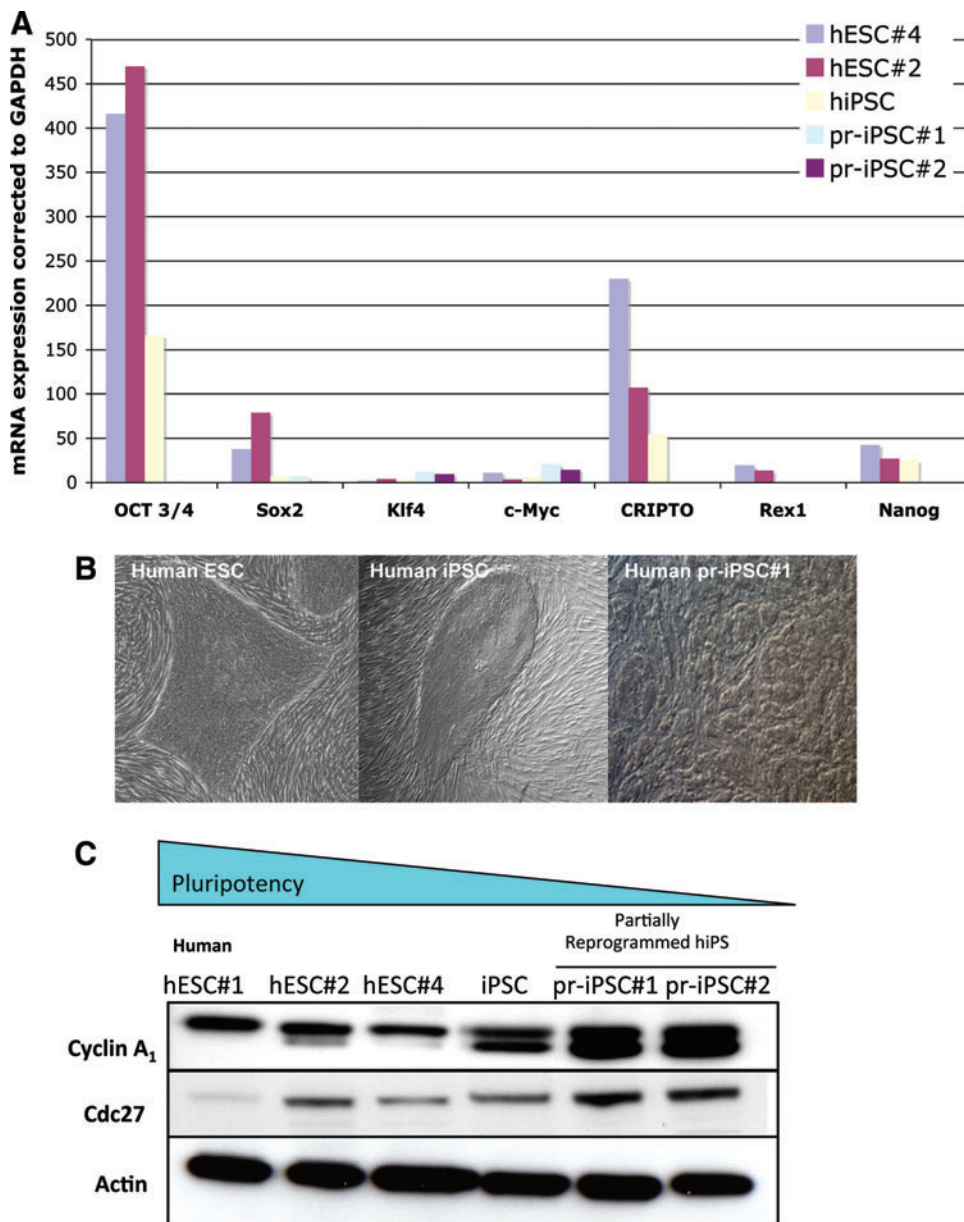 A
mRNA expression corrected to GAPDH
500
450
400
350
300
250
200
150
100
50
0
OCT 3/4 Sox2 Klf4 c-Myc CRIPTO Rex1 Nanog
hESC#4
hESC#2
hiPSC
pr-iPSC#1
pr-iPSC#2
B
Human ESC Human iPSC Human pr-iPSC#1
C
Pluripotency
Partially
Reprogrammed hiPS
Human
hESC#1 hESC#2 hESC#4 iPSC pr-iPSC#1 pr-iPSC#2
Cyclin A₁
Cdc27
Actin